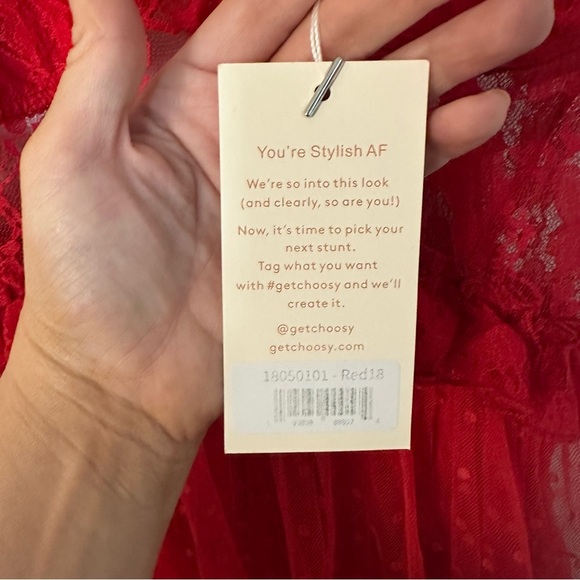 You're Stylish AF
We're so into this look
(and clearly, so are you!)
Now, it's time to pick your
next stunt.
Tag what you want
with #getchoosy and we'll
create it.
@getchoosy
getchoosy.com
18050101 - Red18